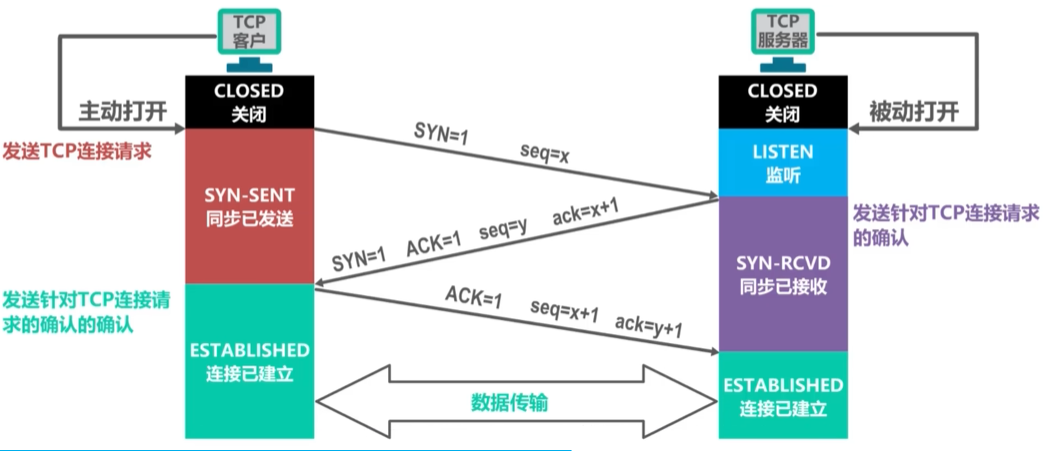 TCP
客户
TCP
服务器
CLOSED
关闭
CLOSED
关闭
主动打开
被动打开
发送TCP连接请求
SYN=1 seq=x
LISTEN
监听
SYN-SENT
同步已发送
SYN=1 ACK=1 seq=y ack=x+1
发送针对TCP连接请求
的确认
SYN-RCVD
同步已接收
发送针对TCP连接请
求的确认的确认
ACK=1 seq=x+1 ack=y+1
ESTABLISHED
连接已建立
数据传输
ESTABLISHED
连接已建立